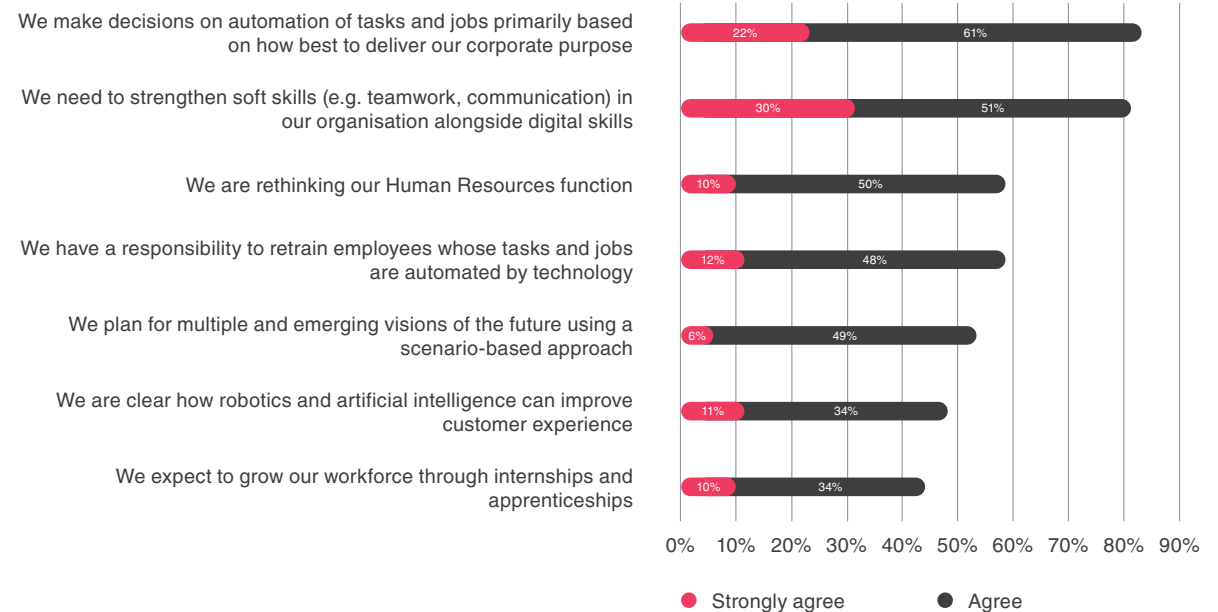 We make decisions on automation of tasks and jobs primarily based
on how best to deliver our corporate purpose
22% 61%
We need to strengthen soft skills (e.g. teamwork, communication) in
our organisation alongside digital skills
30% 51%
We are rethinking our Human Resources function
10% 50%
We have a responsibility to retrain employees whose tasks and jobs
are automated by technology
12% 48%
We plan for multiple and emerging visions of the future using a
scenario-based approach
6% 49%
We are clear how robotics and artificial intelligence can improve
customer experience
11% 34%
We expect to grow our workforce through internships and
apprenticeships
10% 34%
0% 10% 20% 30% 40% 50% 60% 70% 80% 90%
Strongly agree Agree